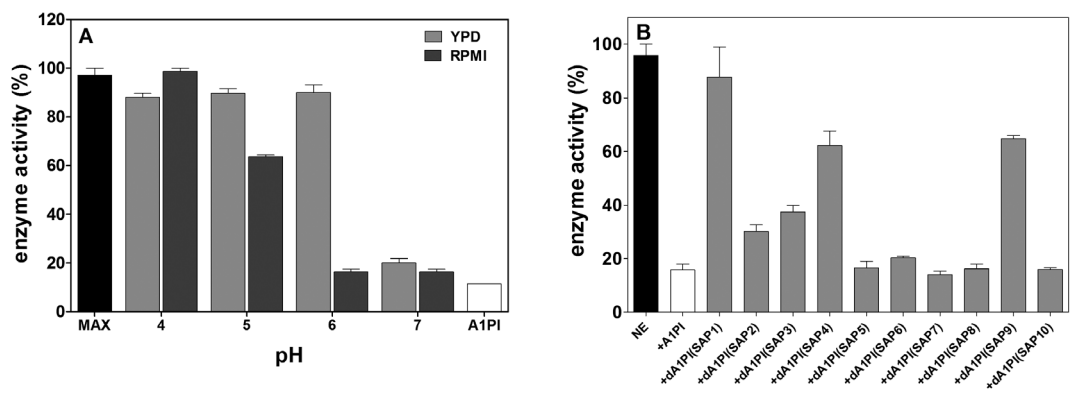 A
YPD
RPMI
enzyme activity (%)
120
100
80
60
40
20
0
MAX
4
5
6
7
A1PI
pH
B
enzyme activity (%)
100
80
60
40
20
0
NE
+A1PI
+dA1PI(SAP1)
+dA1PI(SAP2)
+dA1PI(SAP3)
+dA1PI(SAP4)
+dA1PI(SAP5)
+dA1PI(SAP6)
+dA1PI(SAP7)
+dA1PI(SAP8)
+dA1PI(SAP9)
+dA1PI(SAP10)